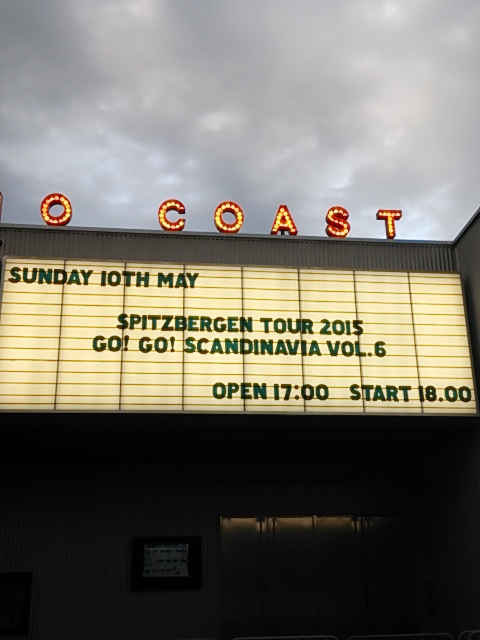 O COAST
SUNDAY 10TH MAY
SPITZBERGEN TOUR 2015
GO! GO! SCANDINAVIA VOL.6
OPEN 17:00 START 18.00